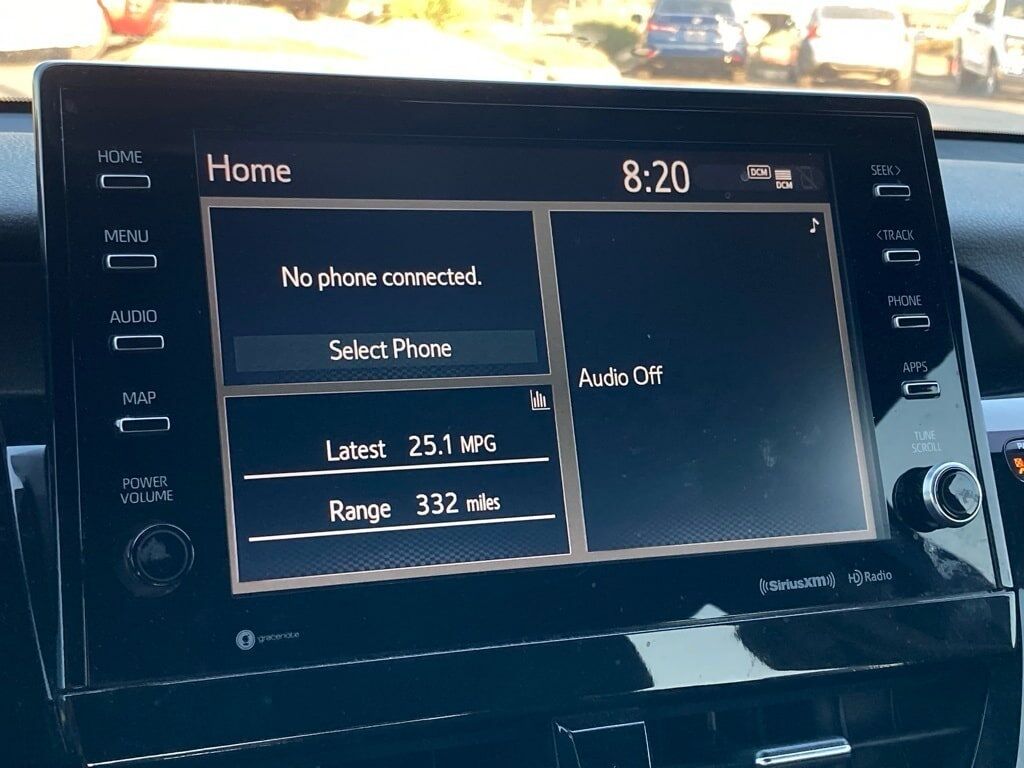 HOME
MENU
AUDIO
MAP
POWER
VOLUME
Home 8:20 DCM DCM
No phone connected.
Select Phone
Latest 25.1 MPG
Range 332 miles
Audio Off
SEEK>
<TRACK
PHONE
APPS
TUNE
SCROLL
((SiriusXM)) HD Radio
gracenote